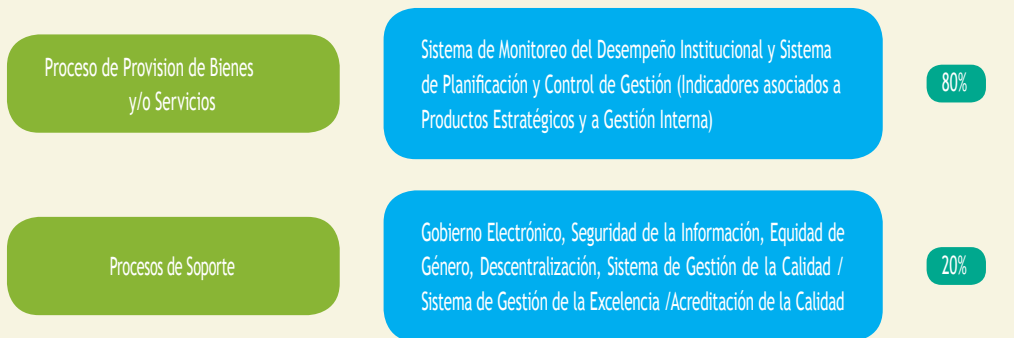 Proceso de Provision de Bienes
y/o Servicios
Sistema de Monitoreo del Desempeño Institucional y Sistema
de Planificación y Control de Gestión (Indicadores asociados a
Productos Estratégicos y a Gestión Interna)
80%
Procesos de Soporte
Gobierno Electrónico, Seguridad de la Información, Equidad de
Género, Descentralización, Sistema de Gestión de la Calidad /
Sistema de Gestión de la Excelencia /Acreditación de la Calidad
20%